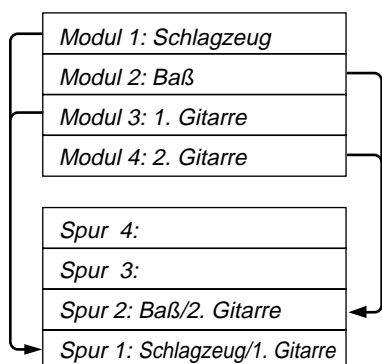 Modul 1: Schlagzeug
Modul 2: Baß
Modul 3: 1. Gitarre
Modul 4: 2. Gitarre
Spur 4:
Spur 3:
Spur 2: Baß/2. Gitarre
Spur 1: Schlagzeug/1. Gitarre